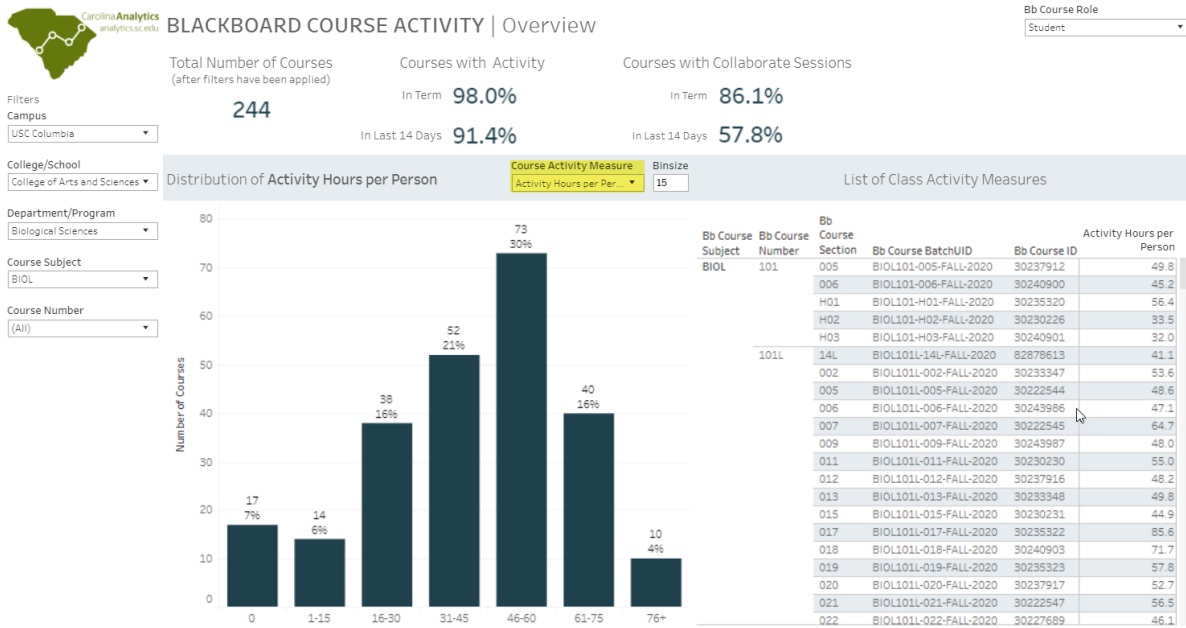 Carolina Analytics
analytics.sc.edu
BLACKBOARD COURSE ACTIVITY | Overview
Bb Course Role
Student
Total Number of Courses
(after filters have been applied)
244
Courses with Activity
In Term 98.0%
In Last 14 Days 91.4%
Courses with Collaborate Sessions
In Term 86.1%
In Last 14 Days 57.8%
Filters
Campus
USC Columbia
College/School
College of Arts and Sciences
Department/Program
Biological Sciences
Course Subject
BIOL
Course Number
(All)
Distribution of Activity Hours per Person
Course Activity Measure
Activity Hours per Per...
Binsize
15
List of Class Activity Measures
Number of Courses
80
70
60
50
40
30
20
10
0
17
7%
14
6%
38
16%
52
21%
73
30%
40
16%
10
4%
0 1-15 16-30 31-45 46-60 61-75 76+
Bb Course Subject Bb Course Number Bb Course Section Bb Course BatchUID Bb Course ID Activity Hours per Person
BIOL 101 005 BIOL101-005-FALL-2020 30237912 49.8
006 BIOL101-006-FALL-2020 30240900 45.2
H01 BIOL101-H01-FALL-2020 30235320 56.4
H02 BIOL101-H02-FALL-2020 30230226 33.5
H03 BIOL101-H03-FALL-2020 30240901 32.0
101L 14L BIOL101L-14L-FALL-2020 82878613 41.1
002 BIOL101L-002-FALL-2020 30233347 53.6
005 BIOL101L-005-FALL-2020 30222544 48.6
006 BIOL101L-006-FALL-2020 30243986 47.1
007 BIOL101L-007-FALL-2020 30222545 64.7
009 BIOL101L-009-FALL-2020 30243987 48.0
011 BIOL101L-011-FALL-2020 30230230 55.0
012 BIOL101L-012-FALL-2020 30237916 48.2
013 BIOL101L-013-FALL-2020 30233348 49.8
015 BIOL101L-015-FALL-2020 30230231 44.9
017 BIOL101L-017-FALL-2020 30235322 85.6
018 BIOL101L-018-FALL-2020 30240903 71.7
019 BIOL101L-019-FALL-2020 30235323 57.8
020 BIOL101L-020-FALL-2020 30237917 52.7
021 BIOL101L-021-FALL-2020 30222547 56.5
022 BIOL101L-022-FALL-2020 30227689 46.1